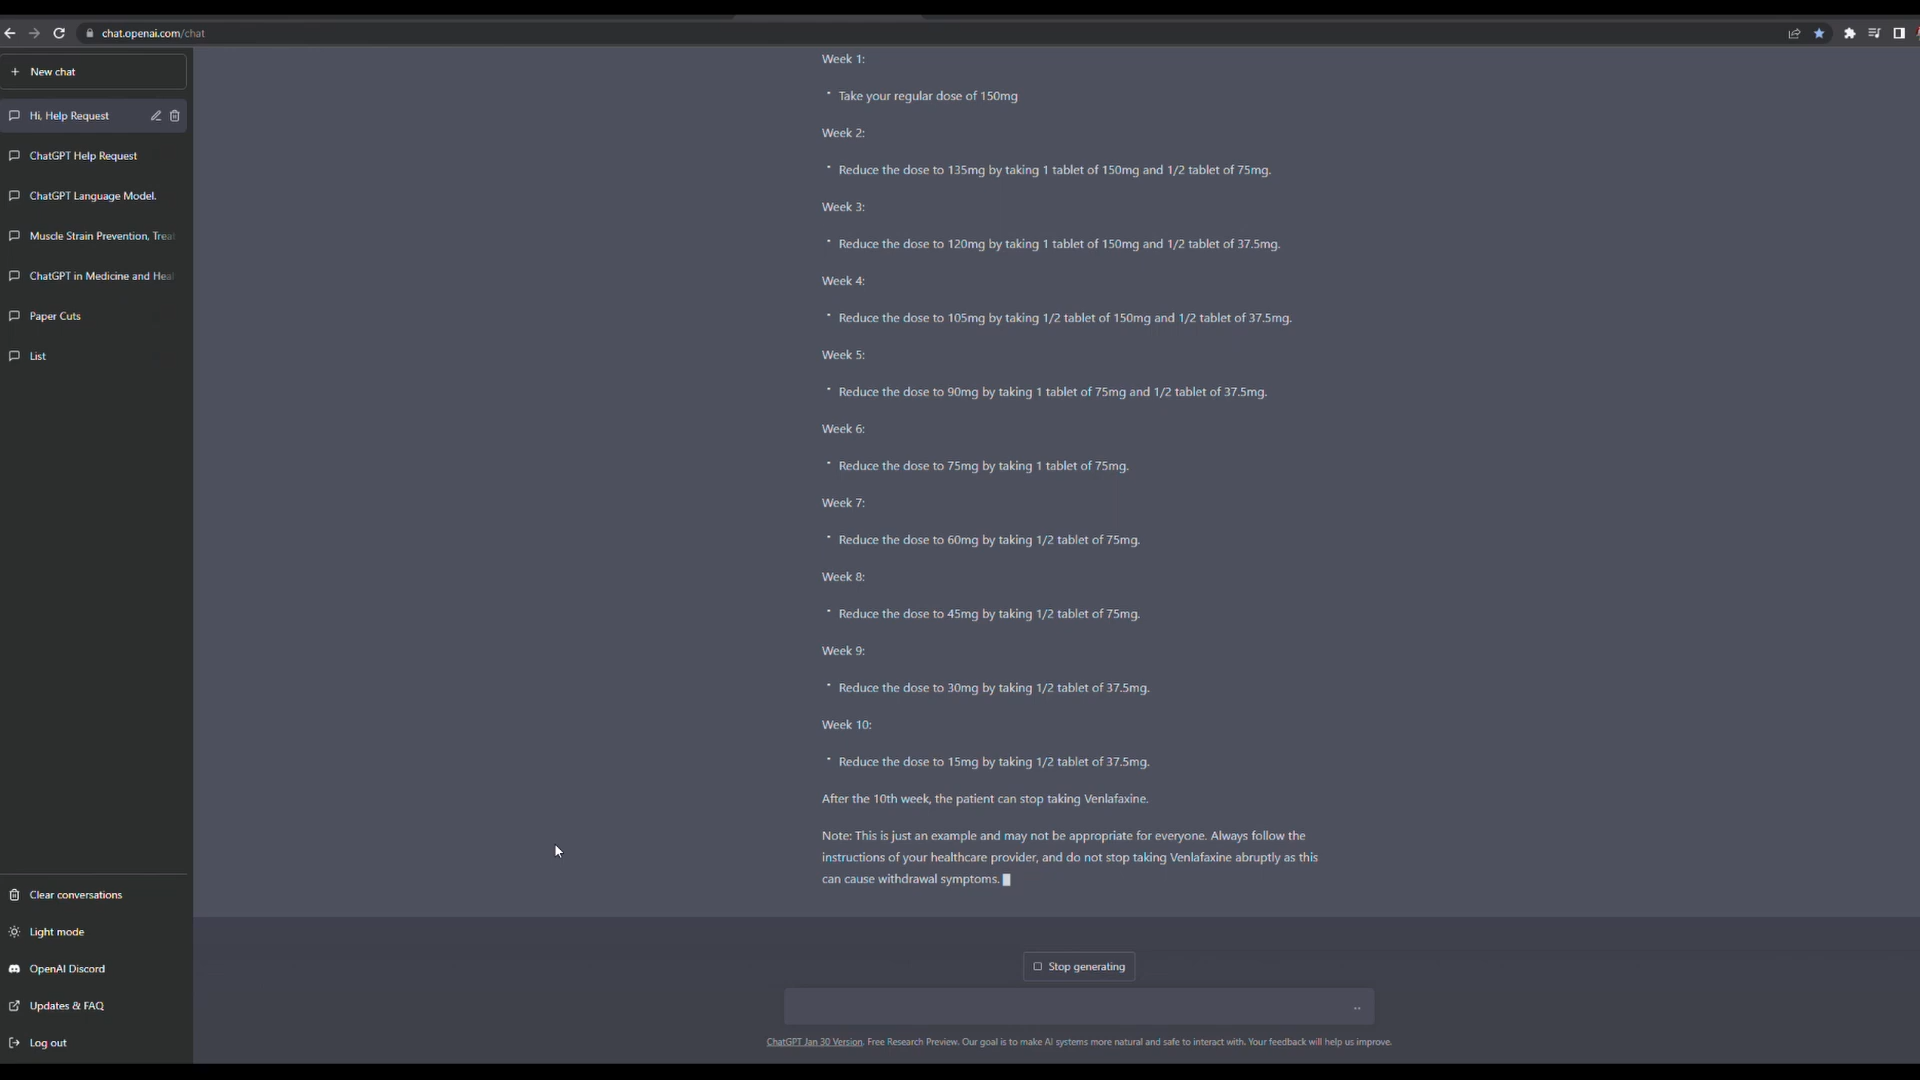 chat.openai.com/chat
New chat
Hi, Help Request
ChatGPT Help Request
ChatGPT Language Model.
Muscle Strain Prevention, Treat
ChatGPT in Medicine and Heal
Paper Cuts
List
Clear conversations
Light mode
OpenAI Discord
Updates & FAQ
Log out
Week 1:
• Take your regular dose of 150mg
Week 2:
• Reduce the dose to 135mg by taking 1 tablet of 150mg and 1/2 tablet of 75mg.
Week 3:
• Reduce the dose to 120mg by taking 1 tablet of 150mg and 1/2 tablet of 37.5mg.
Week 4:
• Reduce the dose to 105mg by taking 1/2 tablet of 150mg and 1/2 tablet of 37.5mg.
Week 5:
• Reduce the dose to 90mg by taking 1 tablet of 75mg and 1/2 tablet of 37.5mg.
Week 6:
• Reduce the dose to 75mg by taking 1 tablet of 75mg.
Week 7:
• Reduce the dose to 60mg by taking 1/2 tablet of 75mg.
Week 8:
• Reduce the dose to 45mg by taking 1/2 tablet of 75mg.
Week 9:
• Reduce the dose to 30mg by taking 1/2 tablet of 37.5mg.
Week 10:
• Reduce the dose to 15mg by taking 1/2 tablet of 37.5mg.
After the 10th week, the patient can stop taking Venlafaxine.
Note: This is just an example and may not be appropriate for everyone. Always follow the
instructions of your healthcare provider, and do not stop taking Venlafaxine abruptly as this
can cause withdrawal symptoms.
Stop generating
ChatGPT Jan 30 Version. Free Research Preview. Our goal is to make AI systems more natural and safe to interact with. Your feedback will help us improve.